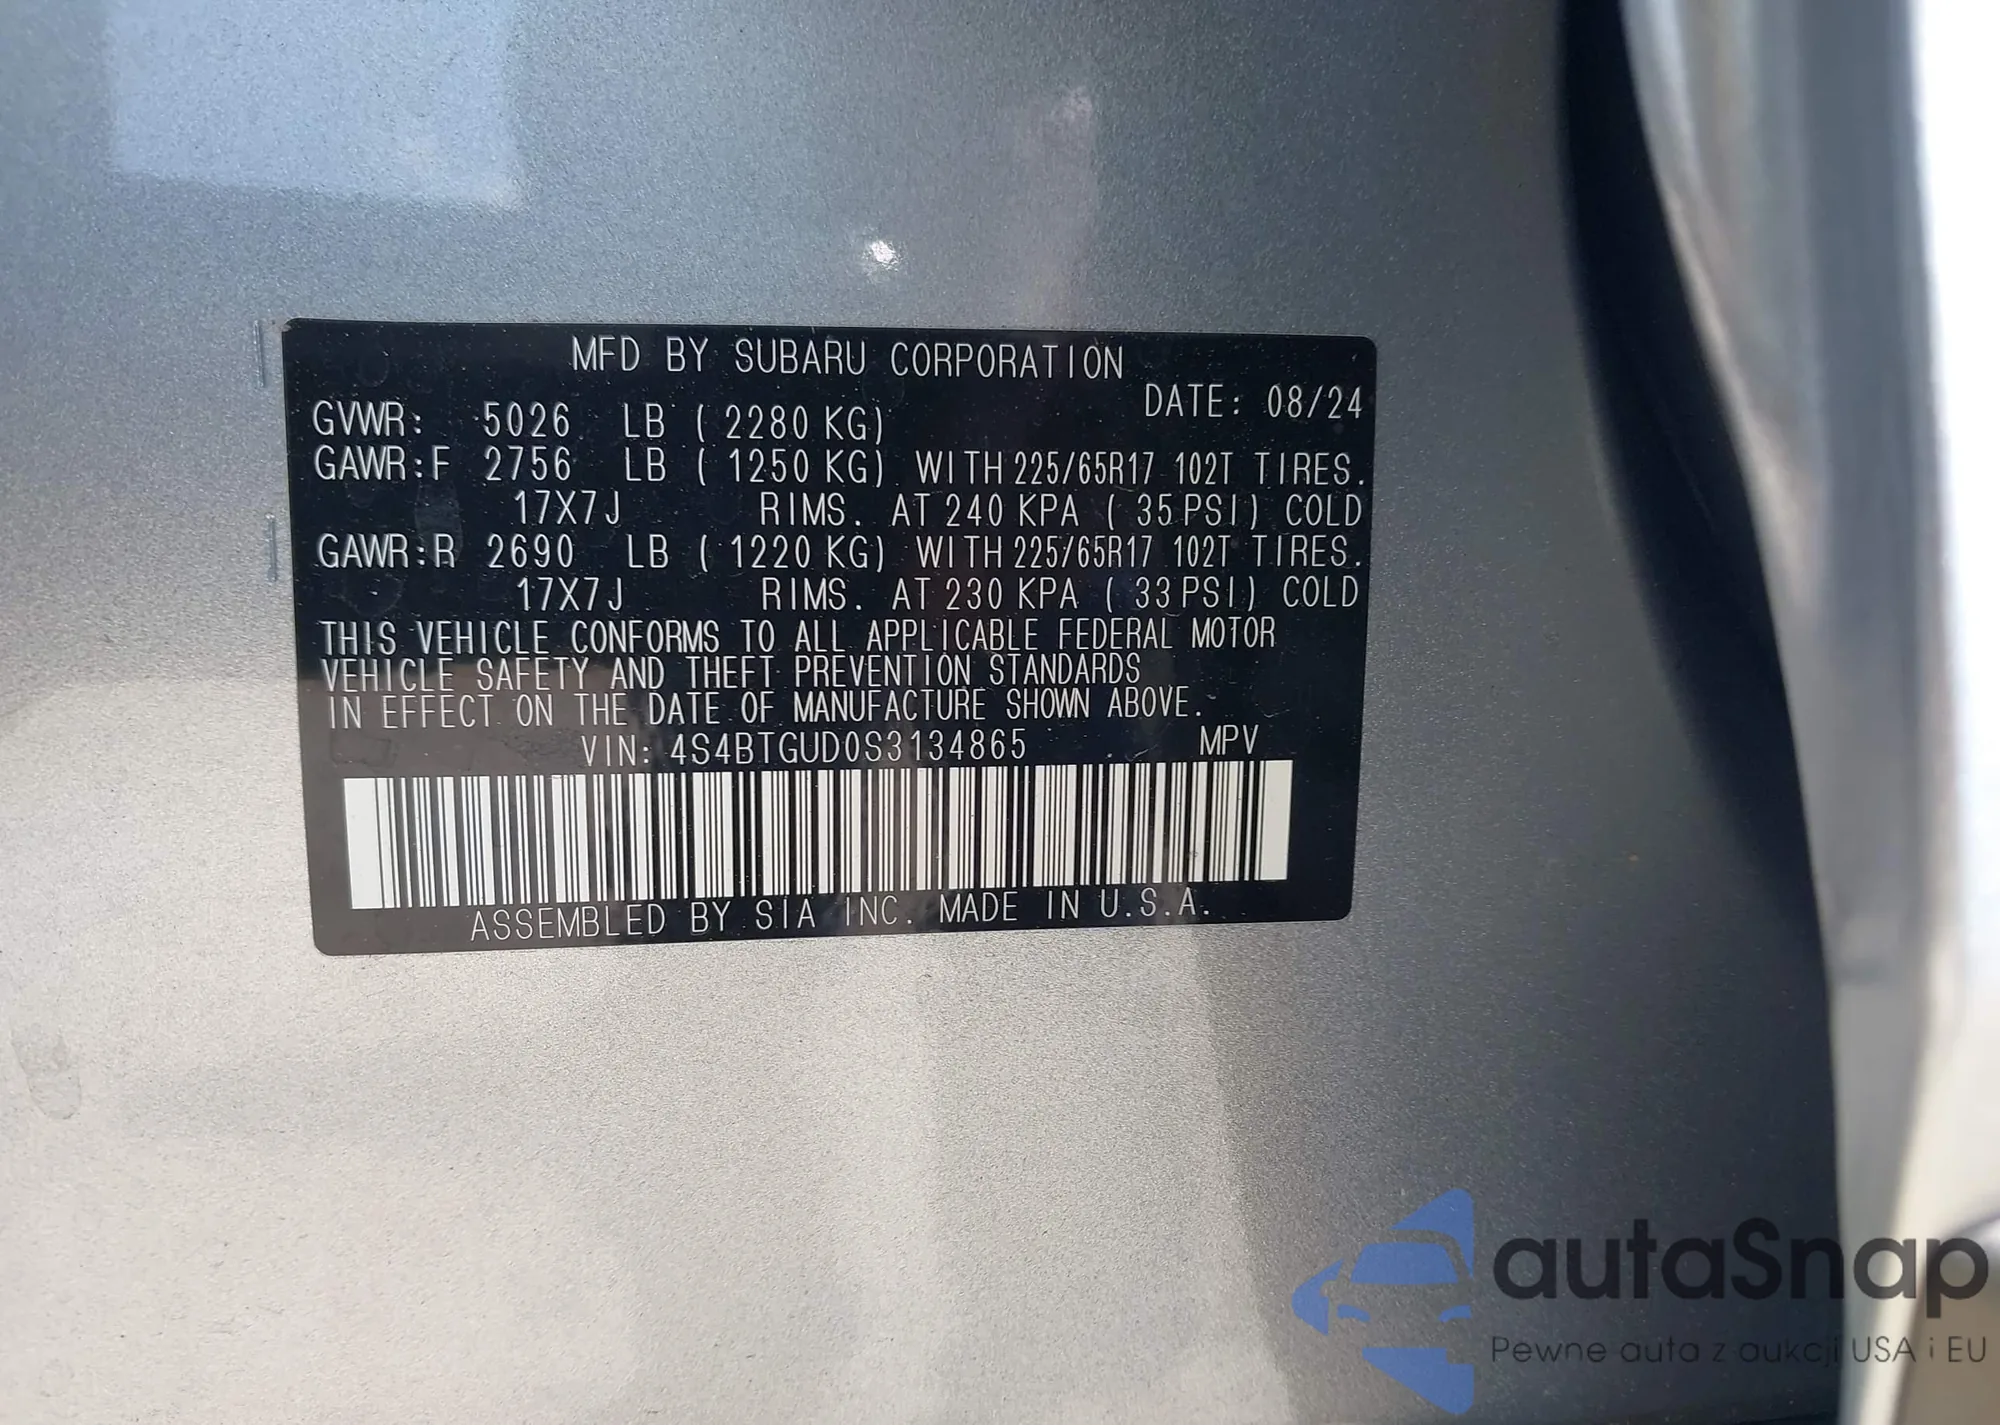 MFD BY SUBARU CORPORATION
DATE: 08/24
GVWR: 5026 LB (2280 KG)
GAWR:F 2756 LB (1250 KG) WITH 225/65R17 102T TIRES.
17X7J RIMS. AT 240 KPA (35 PSI) COLD
GAWR:R 2690 LB (1220 KG) WITH 225/65R17 102T TIRES.
17X7J RIMS. AT 230 KPA (33 PSI) COLD
THIS VEHICLE CONFORMS TO ALL APPLICABLE FEDERAL MOTOR
VEHICLE SAFETY AND THEFT PREVENTION STANDARDS
IN EFFECT ON THE DATE OF MANUFACTURE SHOWN ABOVE.
VIN: 4S4BTGUD0S3134865 MPV
ASSEMBLED BY SIA INC. MADE IN U.S.A.
autaSnap
Pewne auta z aukcji USA i EU